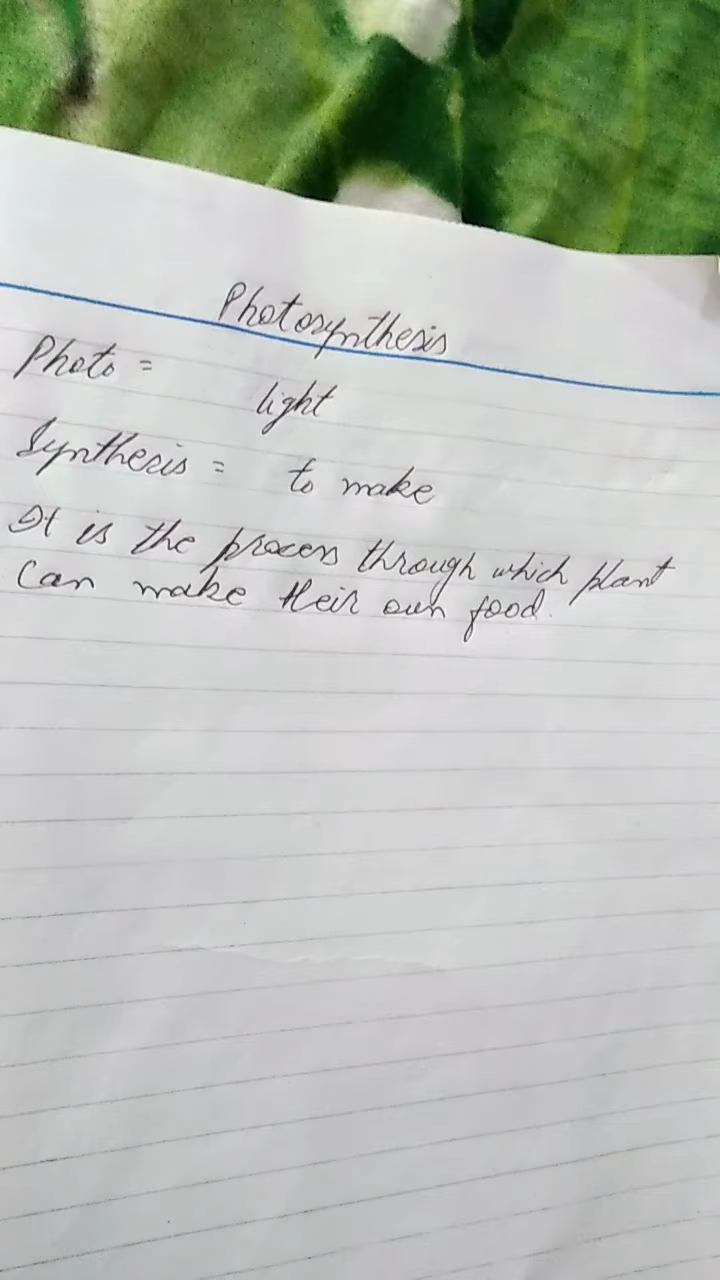 Photosynthesis
Photo = light
Synthesis = to make
It is the process through which plant
Can make their own food.